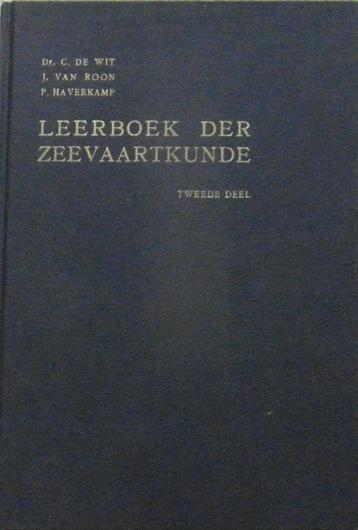 Dr. C. DE WIT
J. VAN ROON
P. HAVERKAMP
LEERBOEK DER
ZEEVAARTKUNDE
TWEEDE DEEL